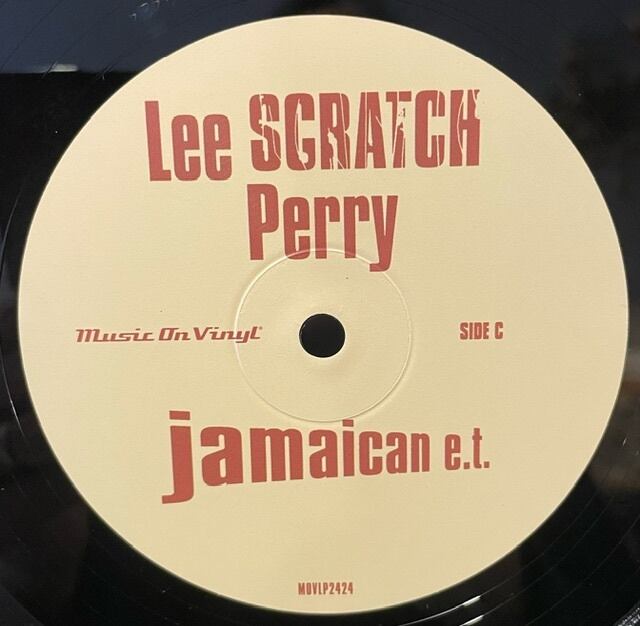 Lee SCRATCH
Perry
Music On Vinyl®
SIDE C
jamaican e.t.
MOVLP2424